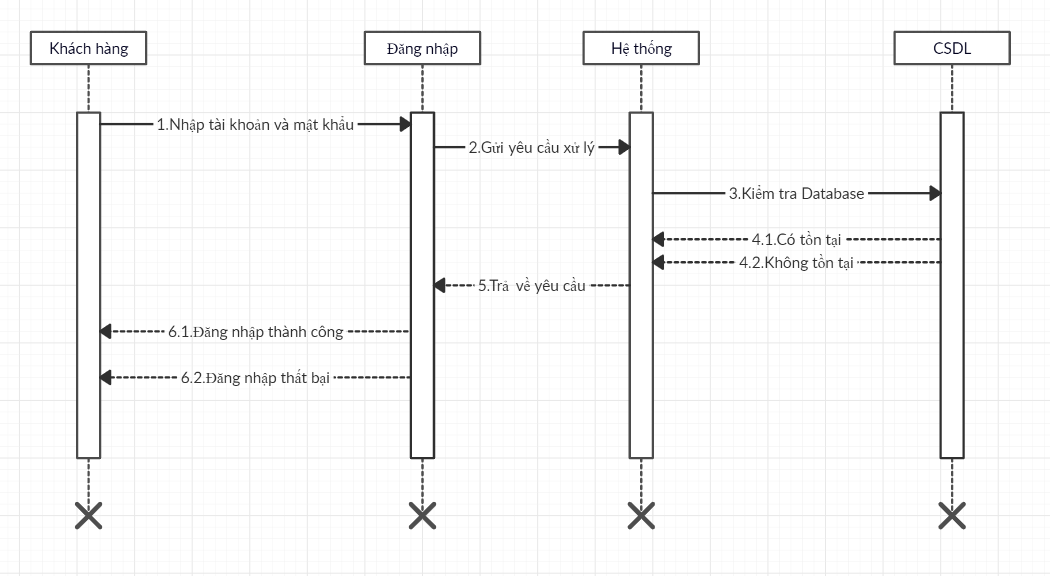 Khách hàng
Đăng nhập
Hệ thống
CSDL
1.Nhập tài khoản và mật khẩu
2.Gửi yêu cầu xử lý
3.Kiểm tra Database
4.1.Có tồn tại
4.2.Không tồn tại
5.Trả về yêu cầu
6.1.Đăng nhập thành công
6.2.Đăng nhập thất bại